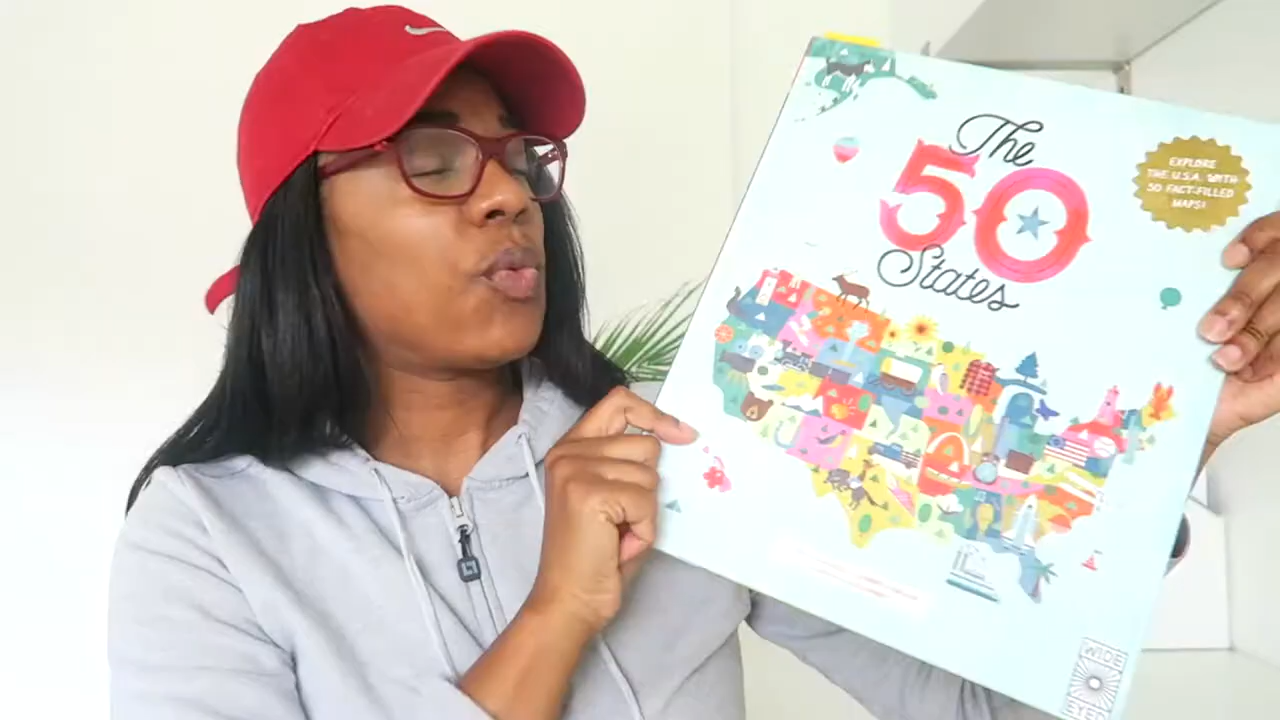 The
50
States
EXPLORE
THE U.S.A. WITH
50 FACT-FILLED
MAPS!
WIDE
EYED